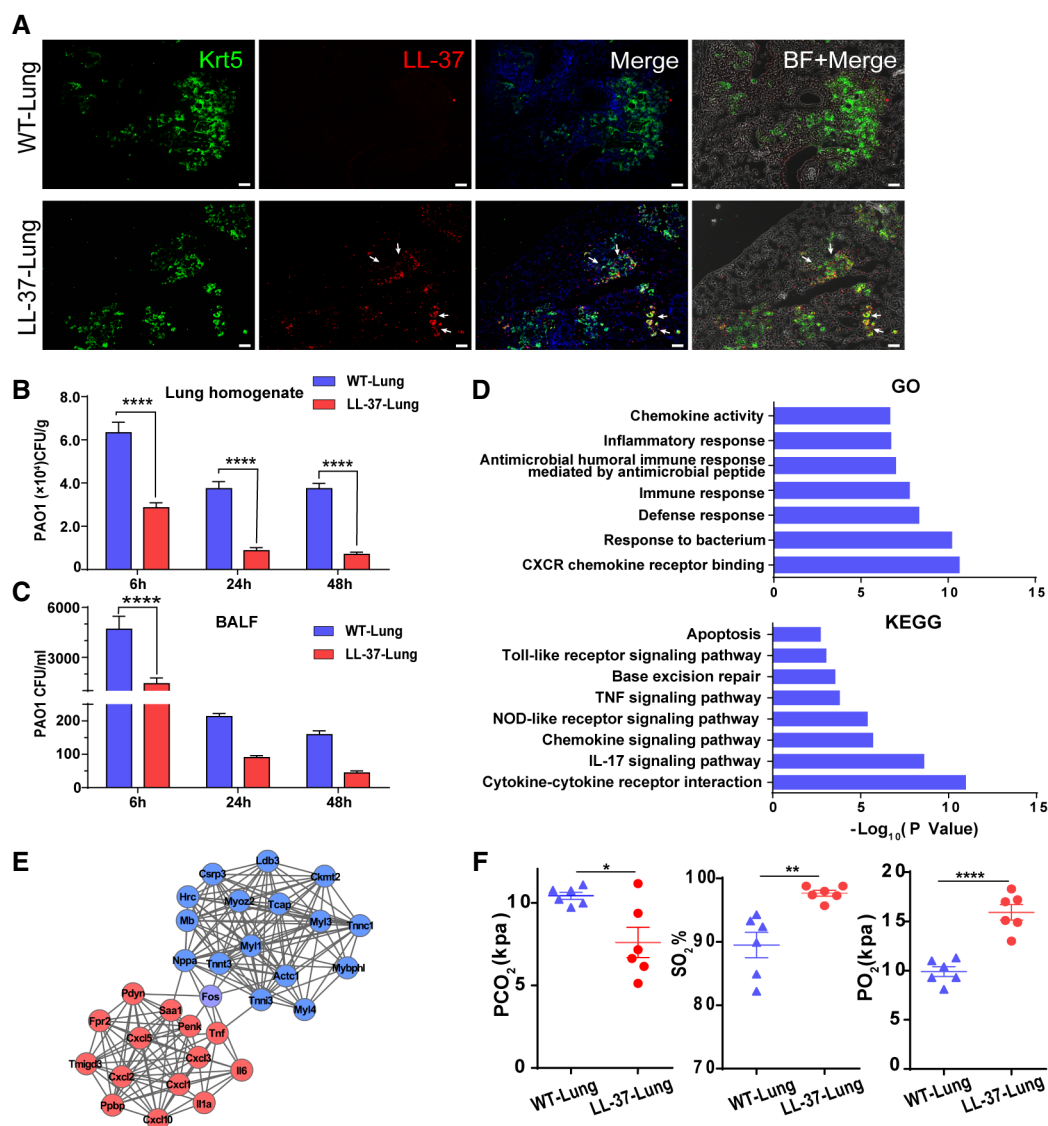 A
Krt5
LL-37
Merge
BF+Merge
WT-Lung
LL-37-Lung
B
Lung homogenate
WT-Lung
LL-37-Lung
PAO1 (×10⁴)CFU/g
8.0
6.0
4.0
2.0
0
****
****
****
6h
24h
48h
C
BALF
WT-Lung
LL-37-Lung
PAO1 CFU/ml
6000
3000
200
100
0
****
6h
24h
48h
D
GO
Chemokine activity
Inflammatory response
Antimicrobial humoral immune response
mediated by antimicrobial peptide
Immune response
Defense response
Response to bacterium
CXCR chemokine receptor binding
0
5
10
15
KEGG
Apoptosis
Toll-like receptor signaling pathway
Base excision repair
TNF signaling pathway
NOD-like receptor signaling pathway
Chemokine signaling pathway
IL-17 signaling pathway
Cytokine-cytokine receptor interaction
0
5
10
15
-Log₁₀(P Value)
E
Ldb3
Csrp3
Ckmt2
Hrc
Myoz2
Tcap
Mb
Myl3
Tnnc1
Myl1
Nppa
Tnnt3
Mybphl
Actc1
Fos
Tnni3
Myl4
Pdyn
Saa1
Fpr2
Penk
Tnf
Cxcl5
Cxcl3
Tmigd3
Il6
Cxcl2
Cxcl1
Ppbp
Il1a
Cxcl10
F
PCO₂(kpa)
10
5
0
*
WT-Lung
LL-37-Lung
SO₂%
100
90
80
70
**
WT-Lung
LL-37-Lung
PO₂(kpa)
20
15
10
5
0
****
WT-Lung
LL-37-Lung